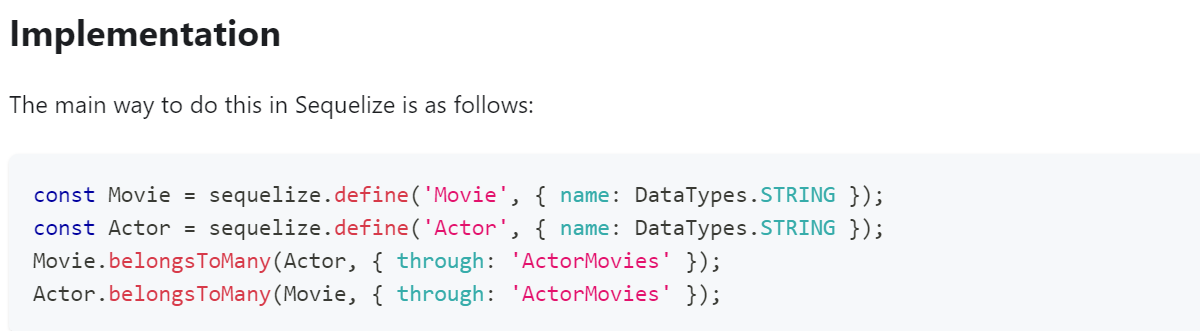 Implementation
The main way to do this in Sequelize is as follows:
const Movie = sequelize.define('Movie', { name: DataTypes.STRING });
const Actor = sequelize.define('Actor', { name: DataTypes.STRING });
Movie.belongsToMany(Actor, { through: 'ActorMovies' });
Actor.belongsToMany(Movie, { through: 'ActorMovies' });